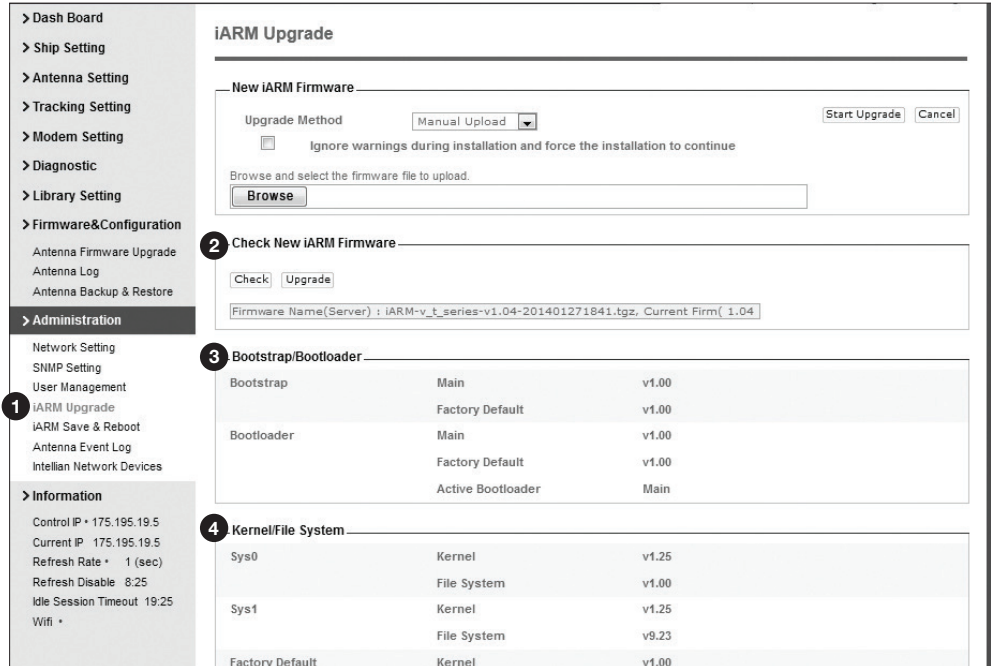 > Dash Board
> Ship Setting
> Antenna Setting
> Tracking Setting
> Modem Setting
> Diagnostic
> Library Setting
> Firmware&Configuration
Antenna Firmware Upgrade
Antenna Log
Antenna Backup & Restore
> Administration
Network Setting
SNMP Setting
User Management
1 iARM Upgrade
iARM Save & Reboot
Antenna Event Log
Intellian Network Devices
> Information
Control IP • 175.195.19.5
Current IP 175.195.19.5
Refresh Rate • 1 (sec)
Refresh Disable 8:25
Idle Session Timeout 19:25
Wifi •
iARM Upgrade
New iARM Firmware
Upgrade Method Manual Upload Start Upgrade Cancel
Ignore warnings during installation and force the installation to continue
Browse and select the firmware file to upload.
Browse
2 Check New iARM Firmware
Check Upgrade
Firmware Name(Server) : iARM-v_t_series-v1.04-201401271841.tgz, Current Firm( 1.04
3 Bootstrap/Bootloader
Bootstrap Main v1.00
Factory Default v1.00
Bootloader Main v1.00
Factory Default v1.00
Active Bootloader Main
4 Kernel/File System
Sys0 Kernel v1.25
File System v1.00
Sys1 Kernel v1.25
File System v9.23
Factory Default Kernel v1.00